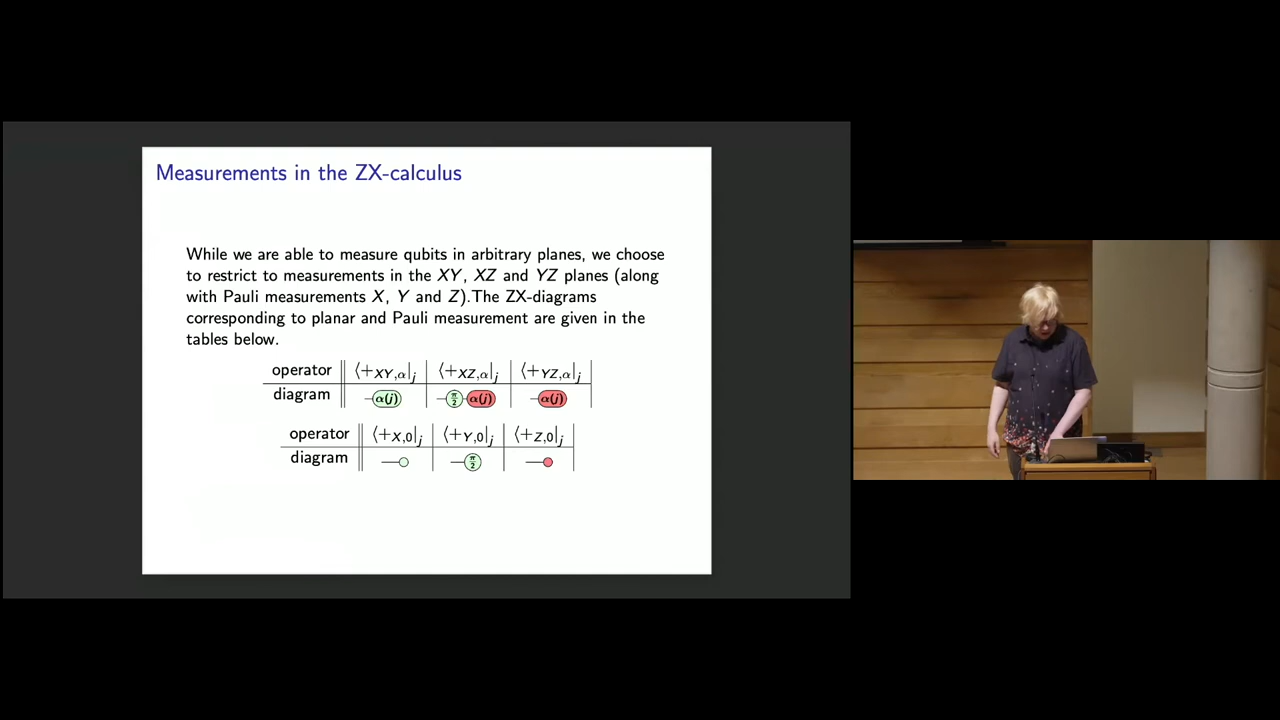 Measurements in the ZX-calculus
While we are able to measure qubits in arbitrary planes, we choose
to restrict to measurements in the XY, XZ and YZ planes (along
with Pauli measurements X, Y and Z).The ZX-diagrams
corresponding to planar and Pauli measurement are given in the
tables below.
operator ⟨+XY,α|j ⟨+XZ,α|j ⟨+YZ,α|j
diagram α(j) π/2 α(j) α(j)
operator ⟨+X,0|j ⟨+Y,0|j ⟨+Z,0|j
diagram π/2